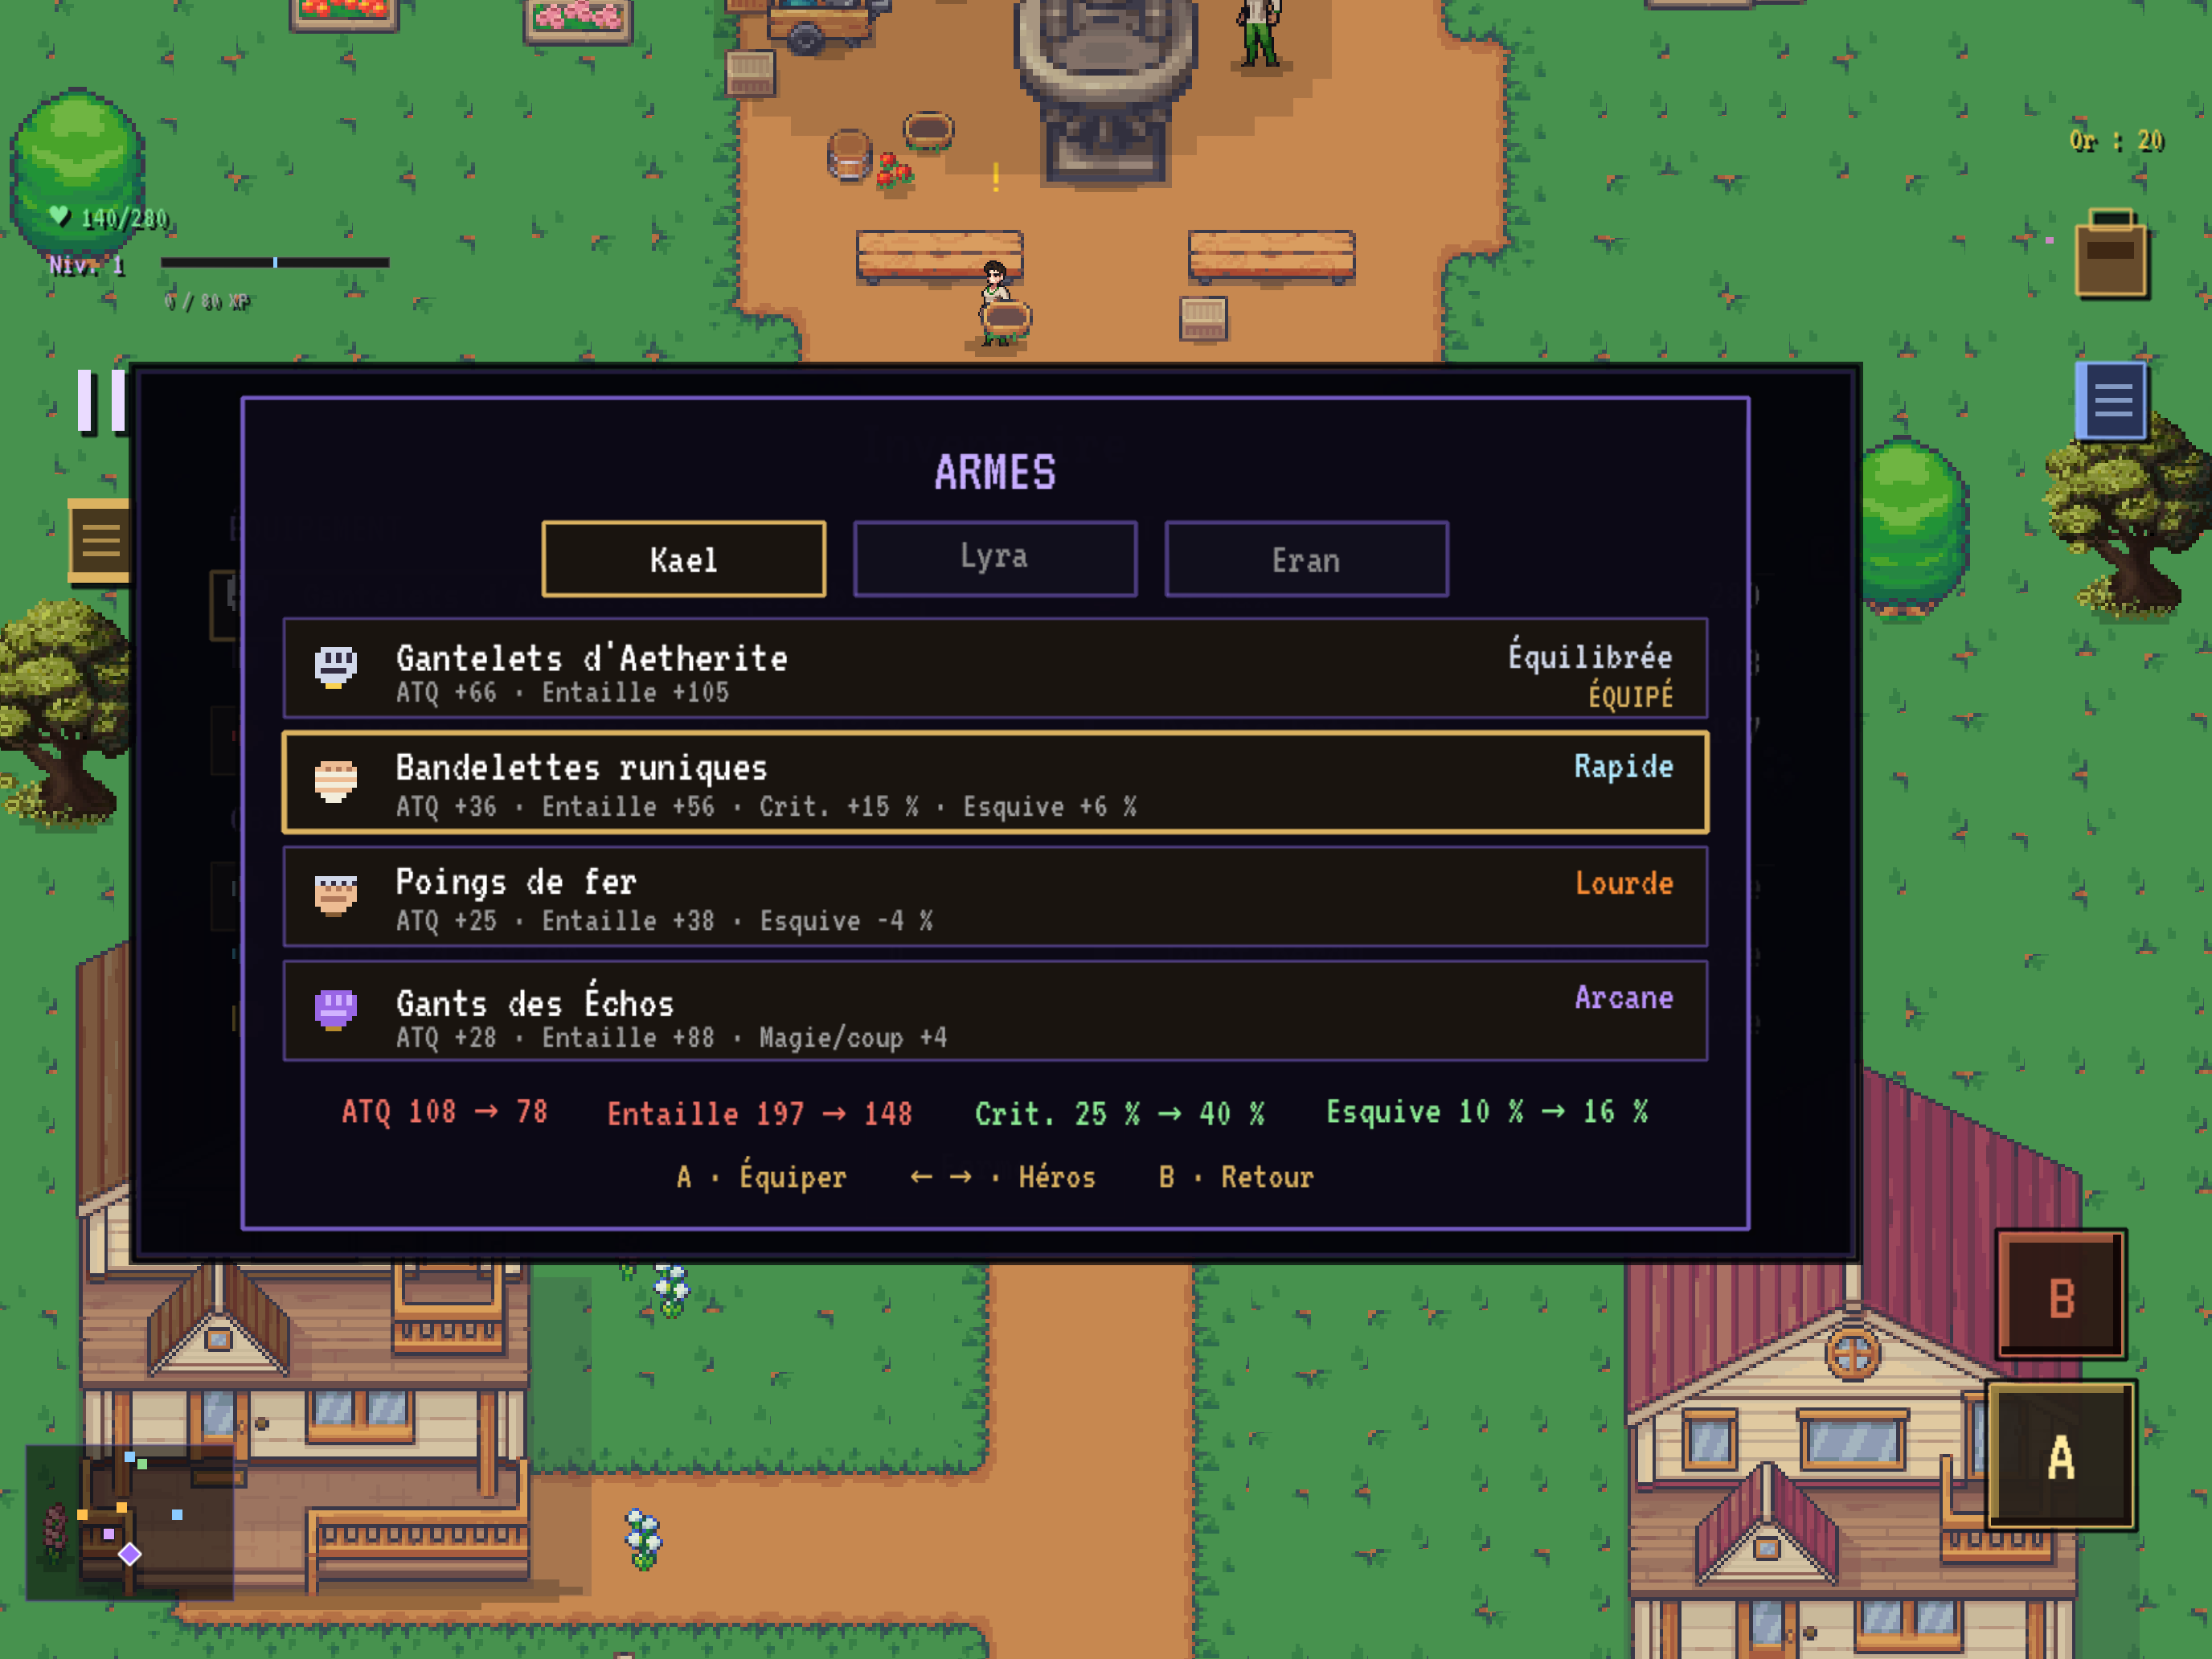 Or : 20
♥ 140/280
Niv. 1
0 / 80 XP
!
ARMES
Kael
Lyra
Eran
Gantelets d'Aetherite
Équilibrée
ATQ +66 · Entaille +105
ÉQUIPÉ
Bandelettes runiques
Rapide
ATQ +36 · Entaille +56 · Crit. +15 % · Esquive +6 %
Poings de fer
Lourde
ATQ +25 · Entaille +38 · Esquive -4 %
Gants des Échos
Arcane
ATQ +28 · Entaille +88 · Magie/coup +4
ATQ 108 → 78 Entaille 197 → 148 Crit. 25 % → 40 % Esquive 10 % → 16 %
A · Équiper ← → · Héros B · Retour
B
A